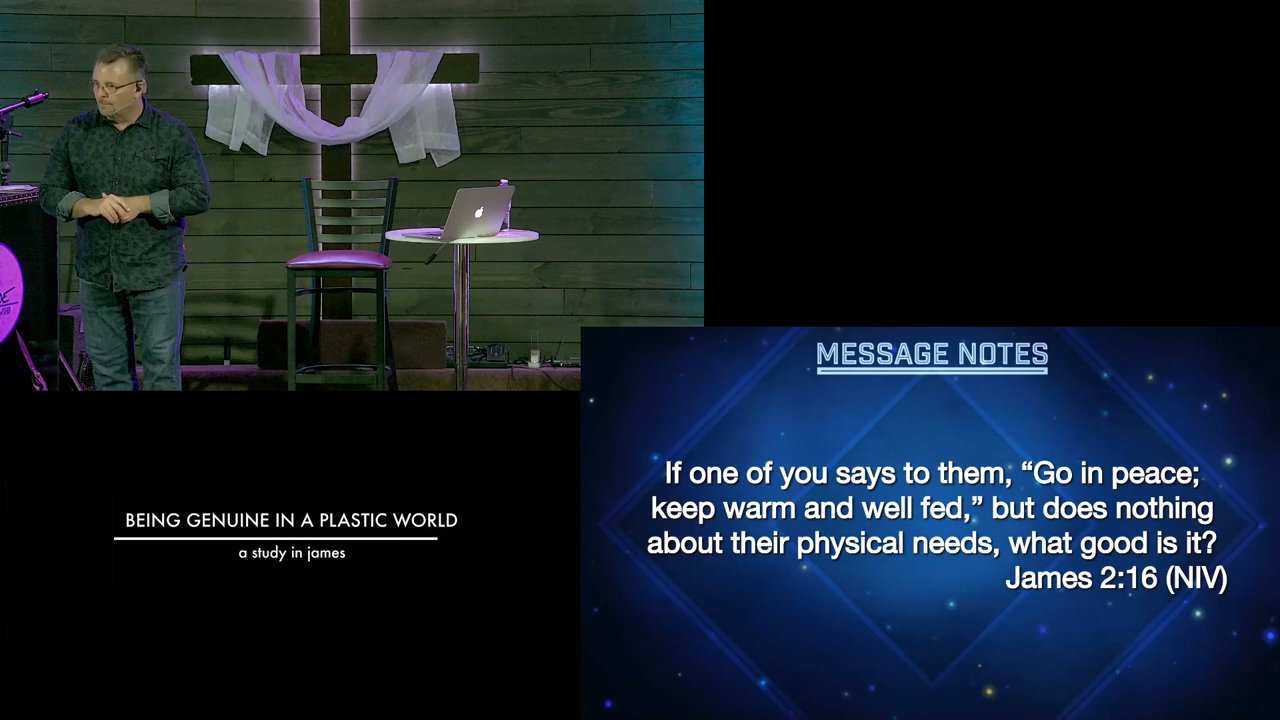 MESSAGE NOTES
If one of you says to them, “Go in peace;
keep warm and well fed,” but does nothing
about their physical needs, what good is it?
James 2:16 (NIV)
BEING GENUINE IN A PLASTIC WORLD
a study in james